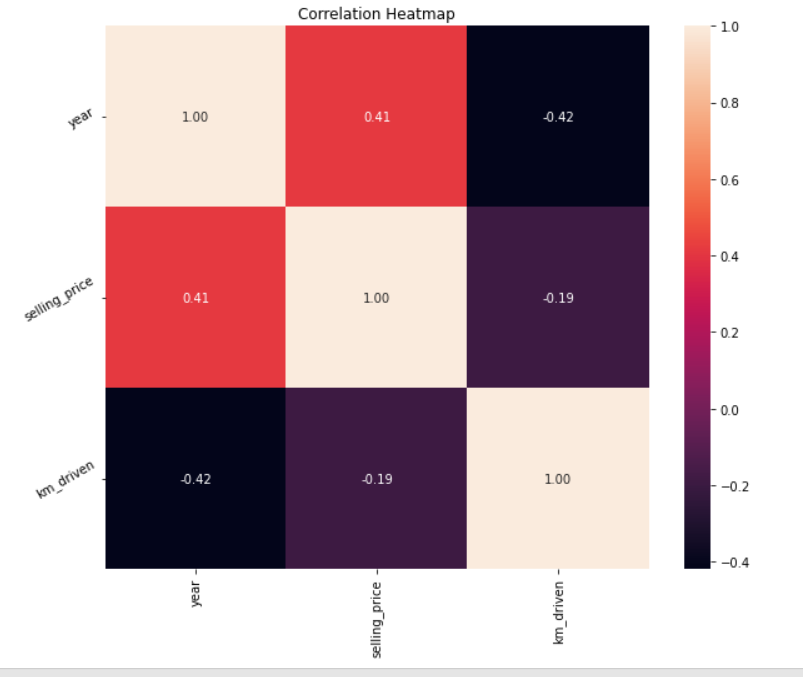 Correlation Heatmap
year
1.00
0.41
-0.42
selling_price
0.41
1.00
-0.19
km_driven
-0.42
-0.19
1.00
year
selling_price
km_driven
1.0
0.8
0.6
0.4
0.2
0.0
−0.2
−0.4